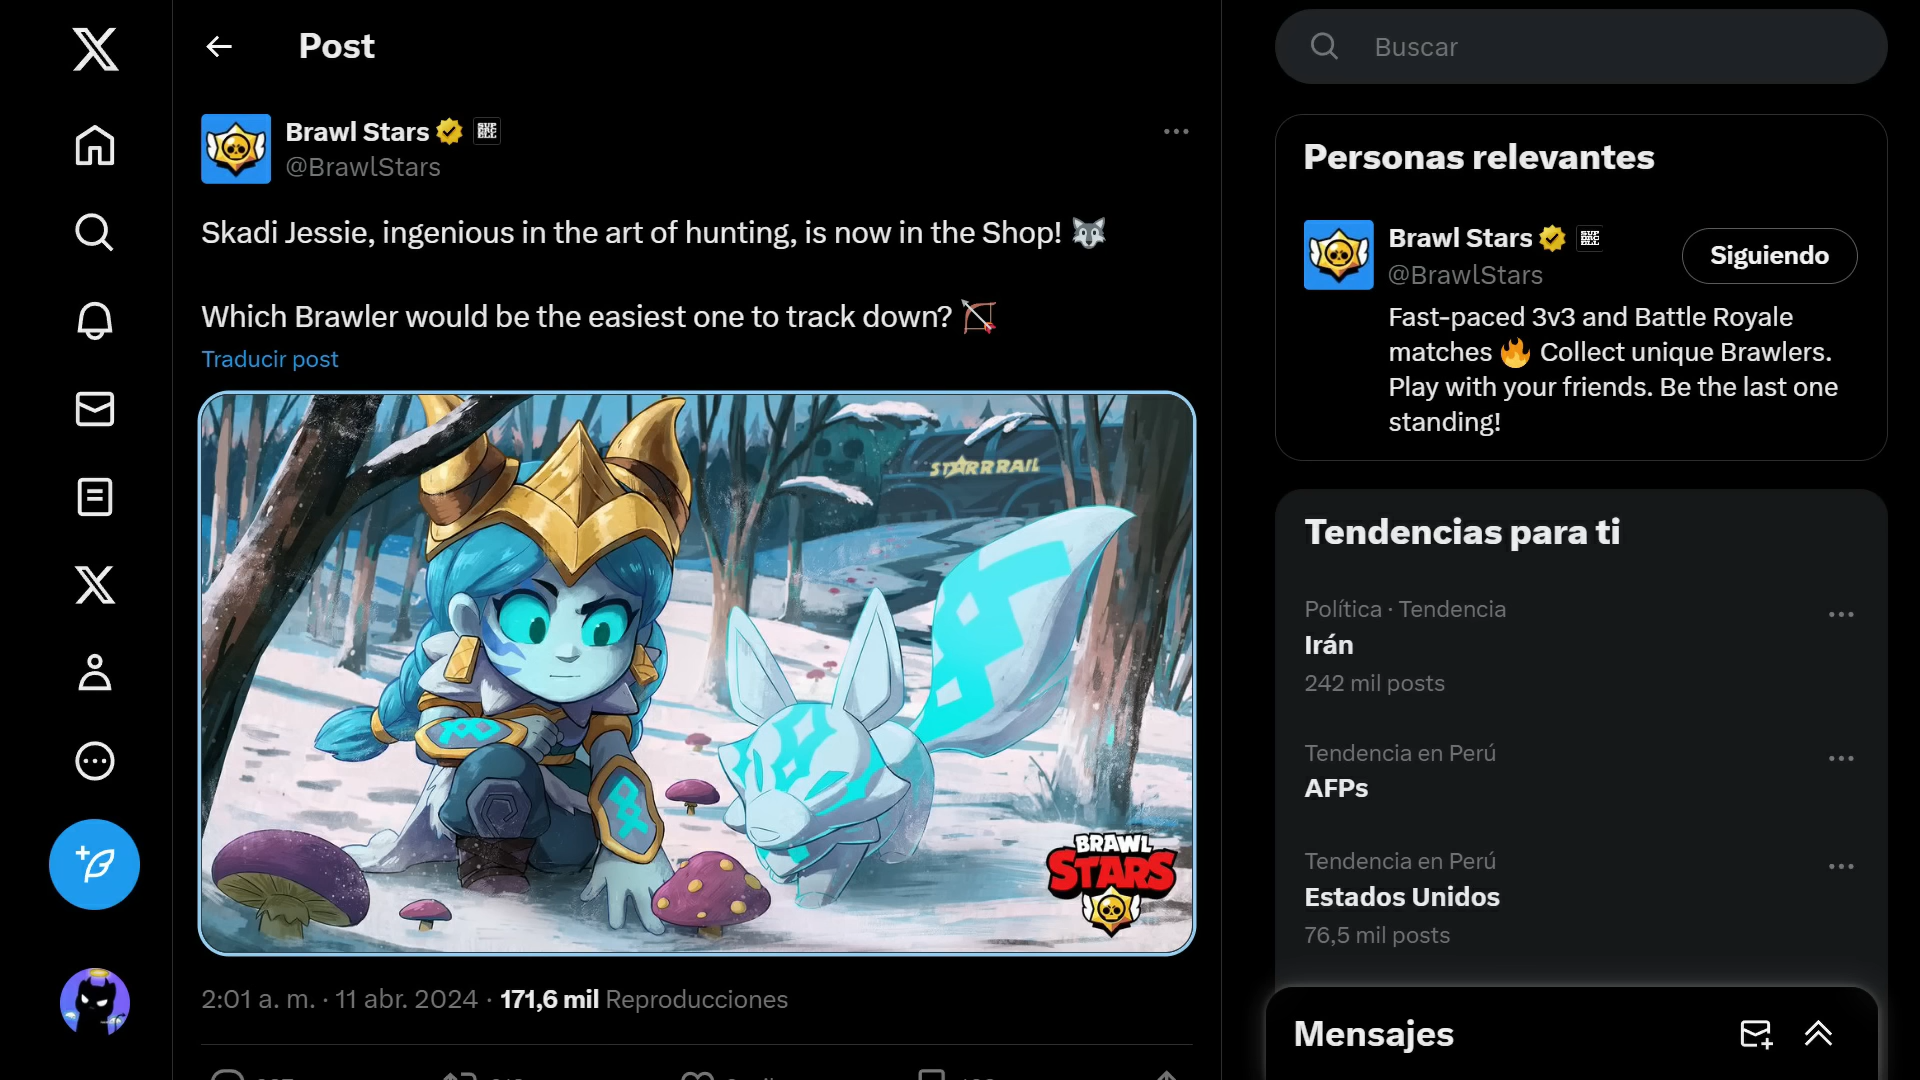 Post
Buscar
Brawl Stars
@BrawlStars
Skadi Jessie, ingenious in the art of hunting, is now in the Shop! 🐺
Which Brawler would be the easiest one to track down? 🏹
Traducir post
STARRRAIL
BRAWL
STARS
2:01 a. m. · 11 abr. 2024 · 171,6 mil Reproducciones
Personas relevantes
Brawl Stars
@BrawlStars
Siguiendo
Fast-paced 3v3 and Battle Royale
matches 🔥 Collect unique Brawlers.
Play with your friends. Be the last one
standing!
Tendencias para ti
Política · Tendencia
Irán
242 mil posts
Tendencia en Perú
AFPs
Tendencia en Perú
Estados Unidos
76,5 mil posts
Mensajes